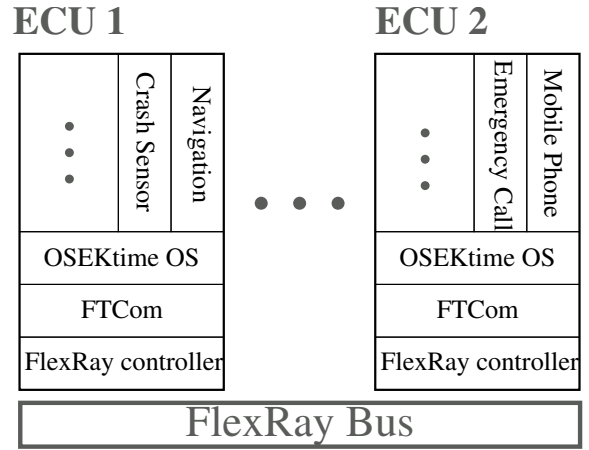 ECU 1
ECU 2
Crash Sensor
Navigation
Emergency Call
Mobile Phone
OSEKtime OS
OSEKtime OS
FTCom
FTCom
FlexRay controller
FlexRay controller
FlexRay Bus